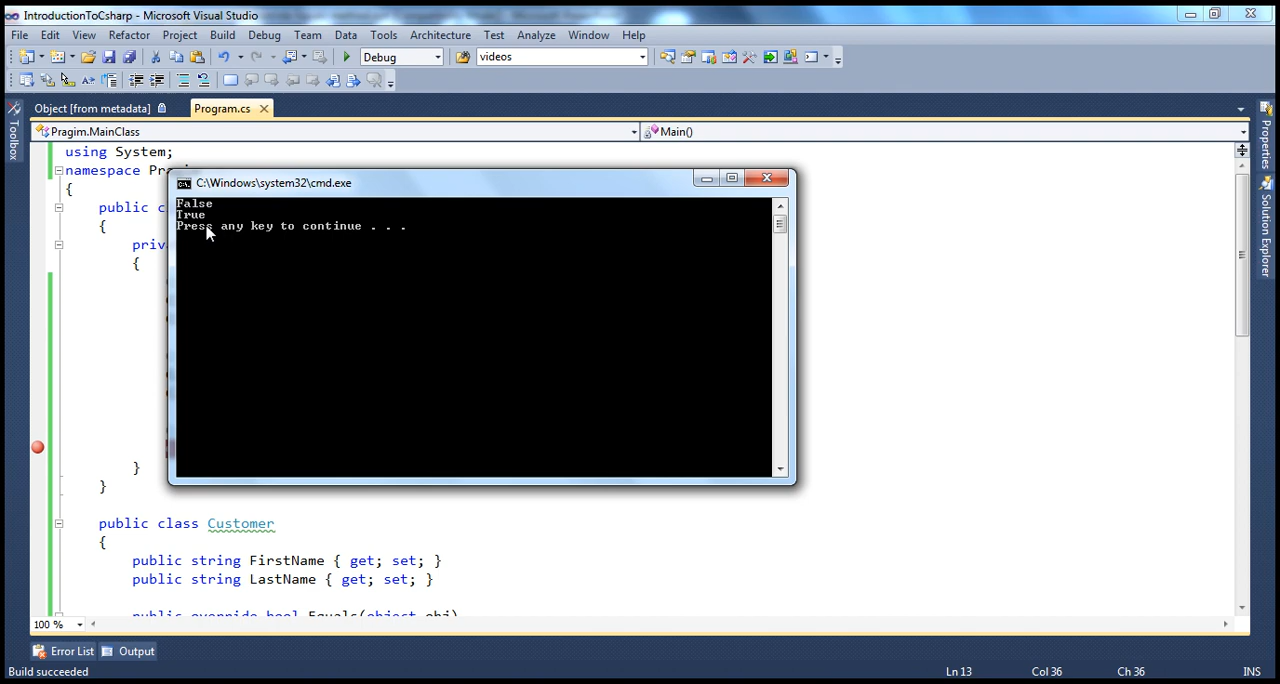 IntroductionToCsharp - Microsoft Visual Studio
File Edit View Refactor Project Build Debug Team Data Tools Architecture Test Analyze Window Help
Debug videos
Object [from metadata] Program.cs
Toolbox
Properties
Solution Explorer
Pragim.MainClass Main()
using System;
namespace
{
public
{
{
C:\Windows\system32\cmd.exe
False
True
Press any key to continue . . .
}
}
public class Customer
{
public string FirstName { get; set; }
public string LastName { get; set; }
public override bool Equals(object obj)
100 %
Error List Output
Build succeeded Ln 13 Col 36 Ch 36 INS